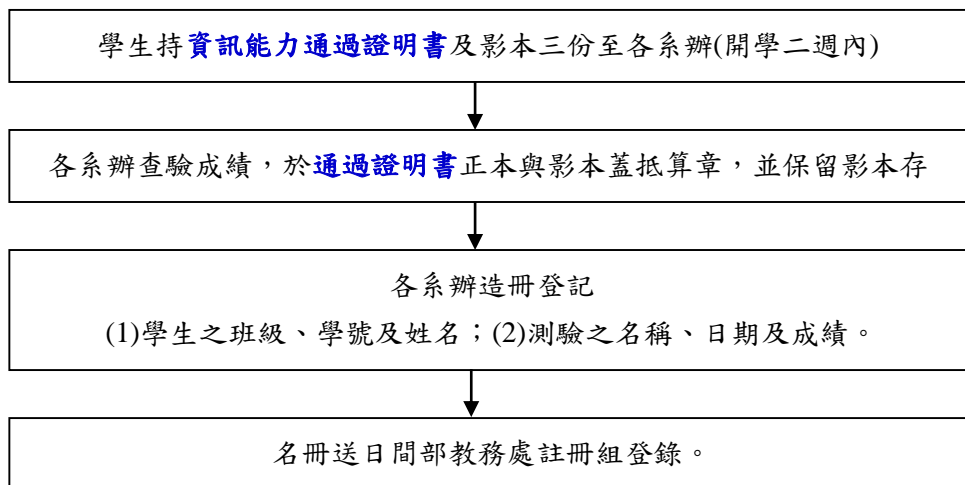 學生持資訊能力通過證明書及影本三份至各系辦(開學二週內)
各系辦查驗成績，於通過證明書正本與影本蓋抵算章，並保留影本存
各系辦造冊登記
(1)學生之班級、學號及姓名；(2)測驗之名稱、日期及成績。
名冊送日間部教務處註冊組登錄。